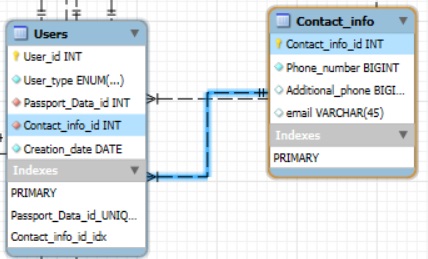 Users
User_id INT
User_type ENUM(...)
Passport_Data_id INT
Contact_info_id INT
Creation_date DATE
Indexes
PRIMARY
Passport_Data_id_UNIQ...
Contact_info_id_idx
Contact_info
Contact_info_id INT
Phone_number BIGINT
Additional_phone BIGI...
email VARCHAR(45)
Indexes
PRIMARY